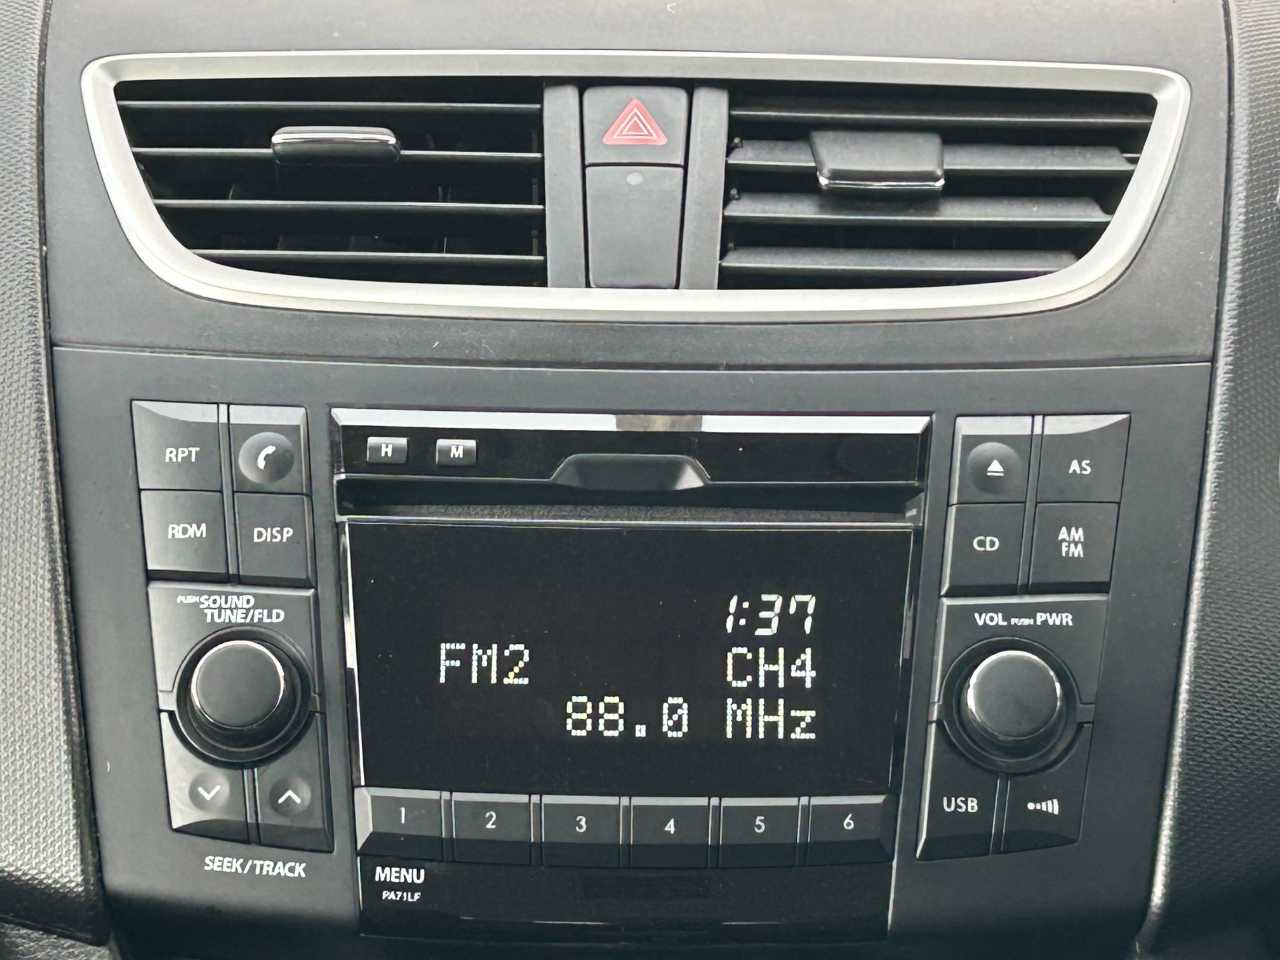 H M
RPT
RDM
DISP
PUSH SOUND
TUNE/FLD
AS
CD
AM
FM
VOL PUSH PWR
1:37
FM2 CH4
88.0 MHz
1 2 3 4 5 6
USB
SEEK/TRACK
MENU
PA71LF